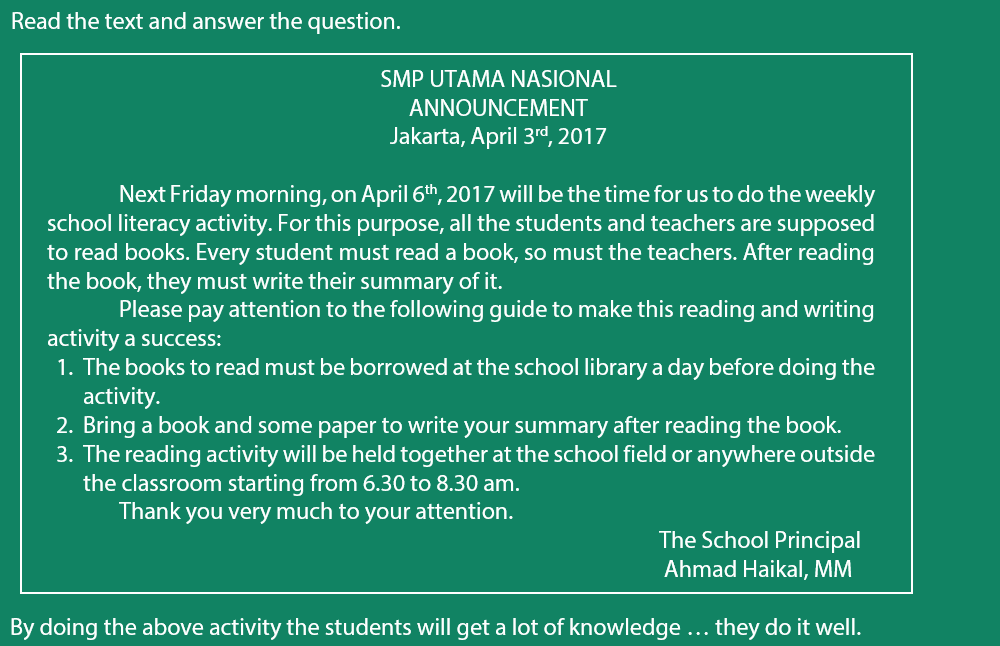 Read the text and answer the question.
SMP UTAMA NASIONAL
ANNOUNCEMENT
Jakarta, April 3rd, 2017
Next Friday morning, on April 6th, 2017 will be the time for us to do the weekly
school literacy activity. For this purpose, all the students and teachers are supposed
to read books. Every student must read a book, so must the teachers. After reading
the book, they must write their summary of it.
Please pay attention to the following guide to make this reading and writing
activity a success:
1. The books to read must be borrowed at the school library a day before doing the
activity.
2. Bring a book and some paper to write your summary after reading the book.
3. The reading activity will be held together at the school field or anywhere outside
the classroom starting from 6.30 to 8.30 am.
Thank you very much to your attention.
The School Principal
Ahmad Haikal, MM
By doing the above activity the students will get a lot of knowledge … they do it well.